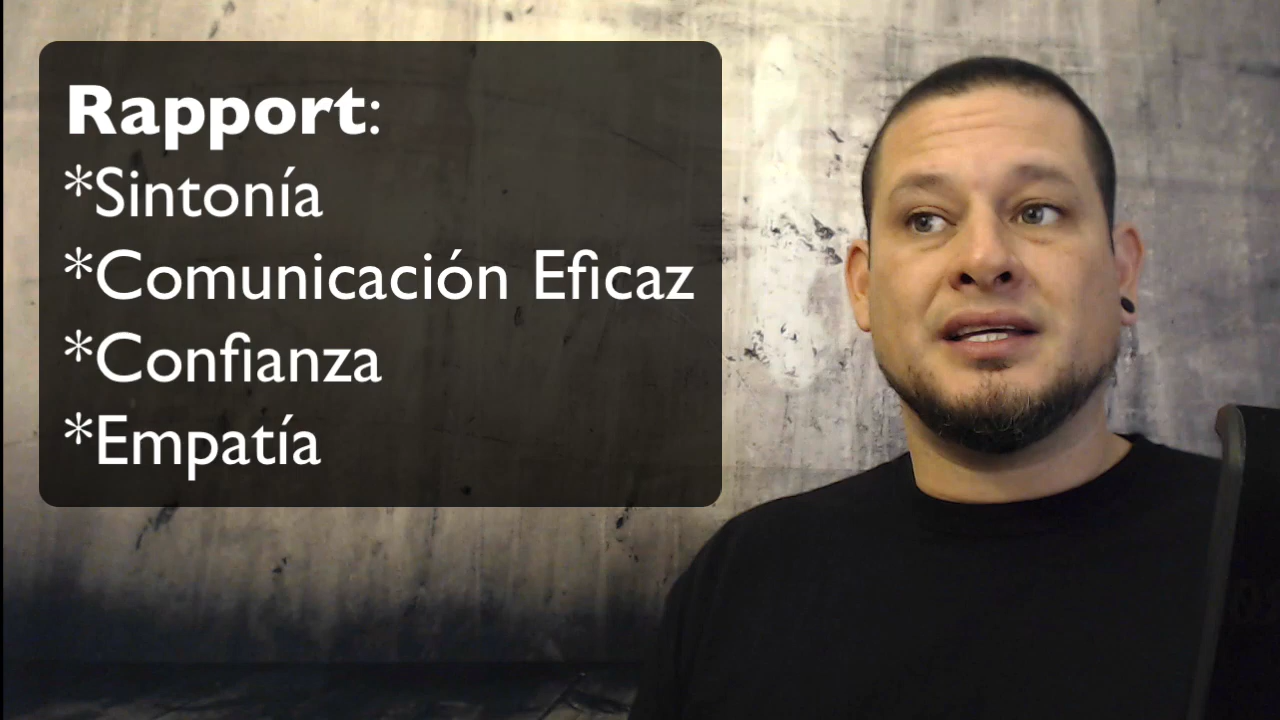 Rapport:
*Sintonía
*Comunicación Eficaz
*Confianza
*Empatía